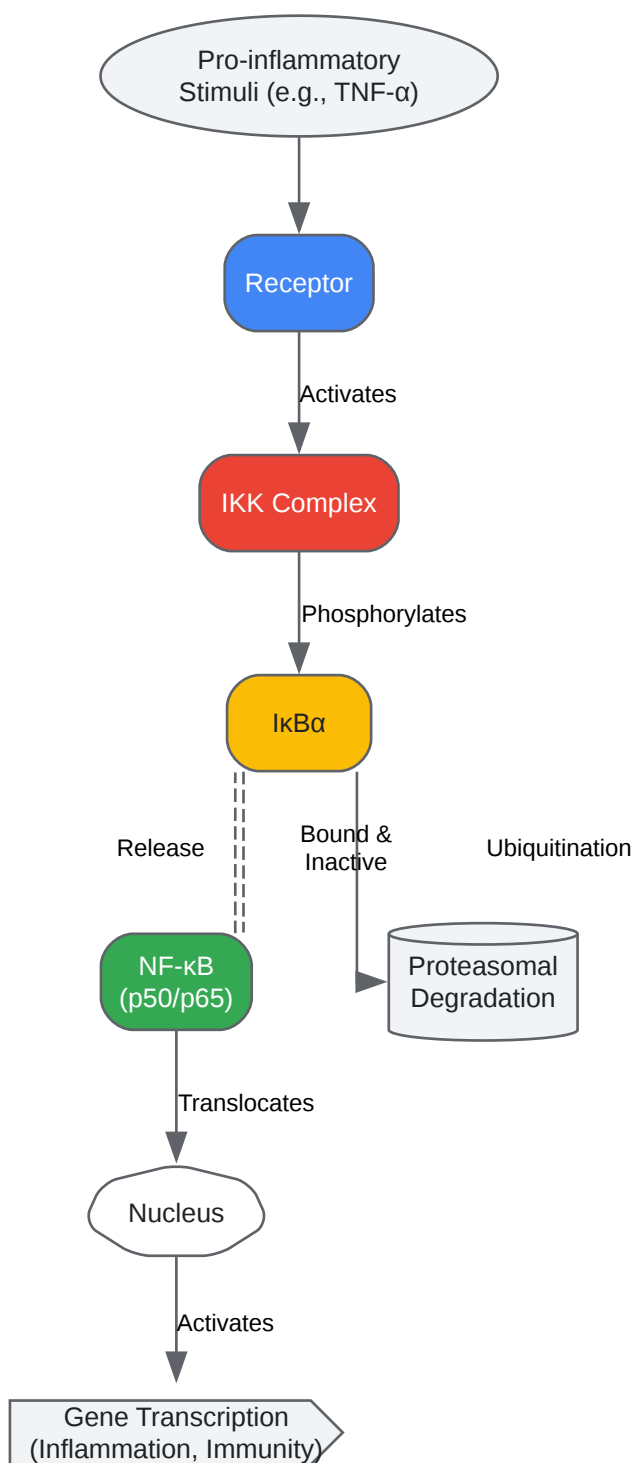 Pro-inflammatory
Stimuli (e.g., TNF-α)
Receptor
Activates
IKK Complex
Phosphorylates
IκBα
Release
Bound &
Inactive
Ubiquitination
NF-κB
(p50/p65)
Proteasomal
Degradation
Translocates
Nucleus
Activates
Gene Transcription
(Inflammation, Immunity)